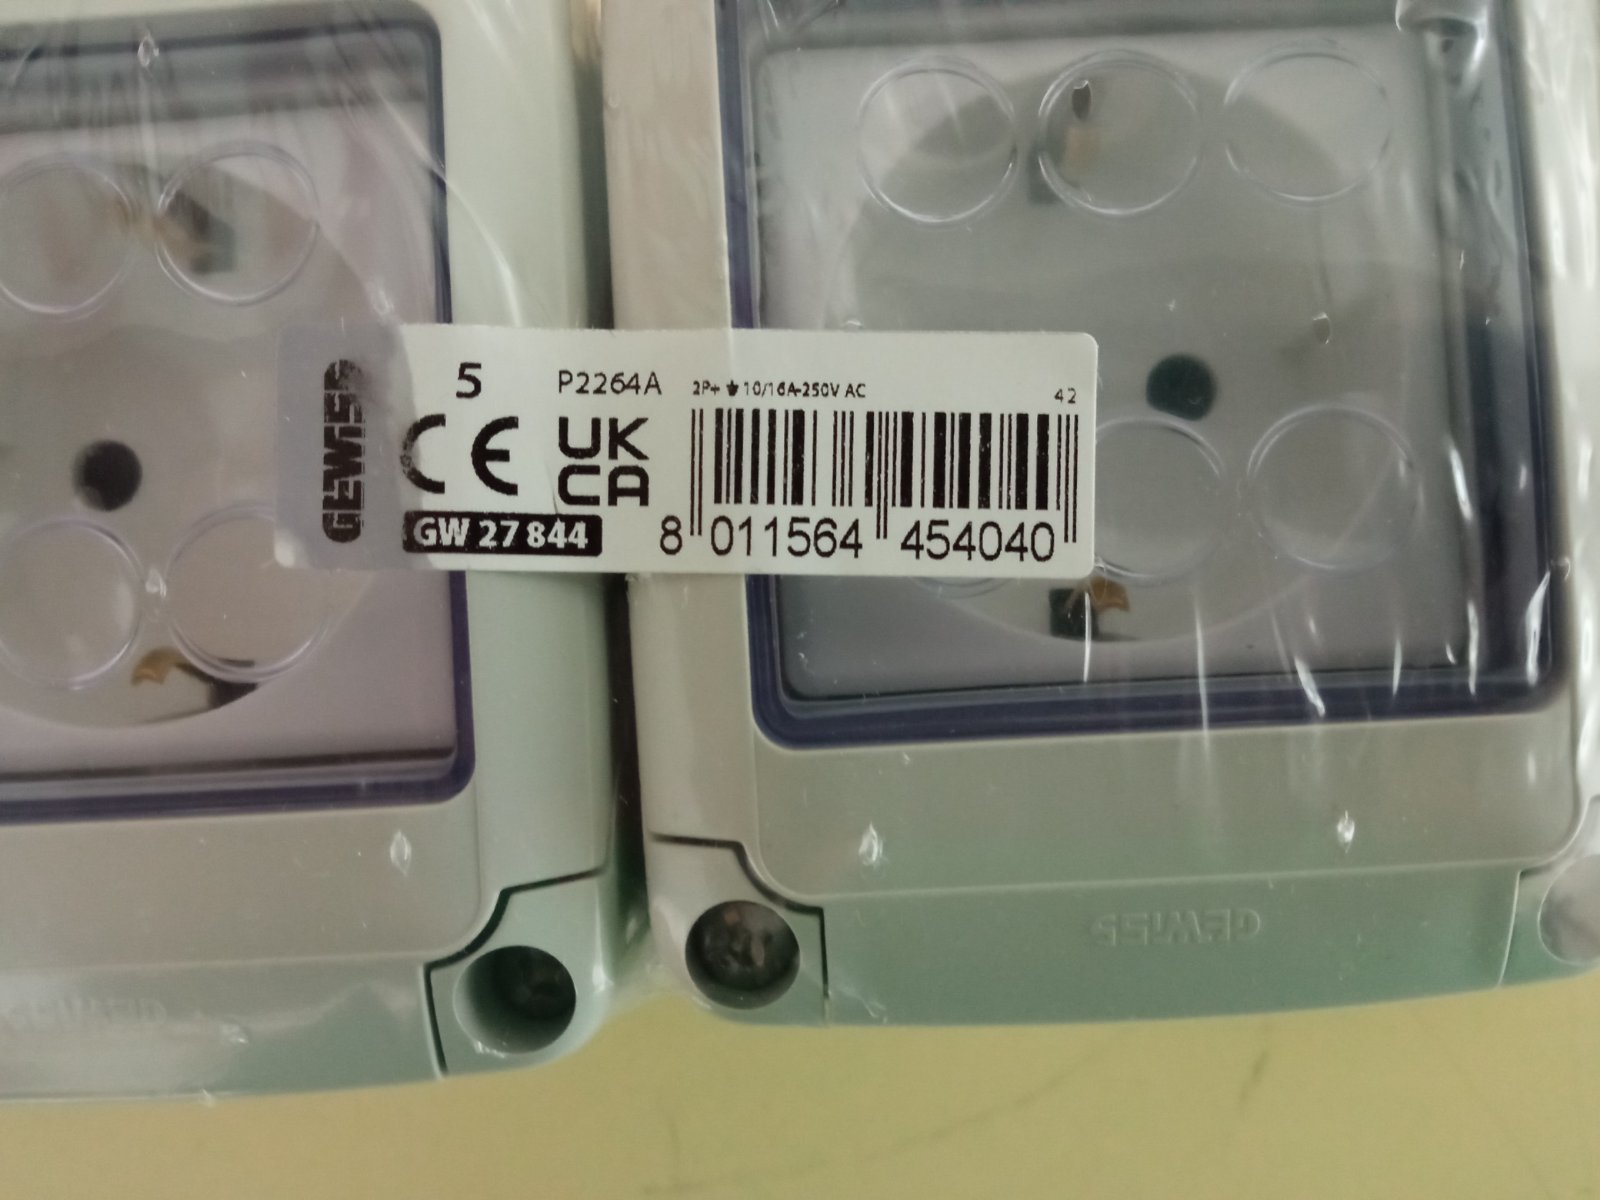 GEWISS
5 P2264A 2P+ 10/16A-250V AC 42
CE UK
CA
GW 27 844
8 011564 454040
GEWISS
GEWISS